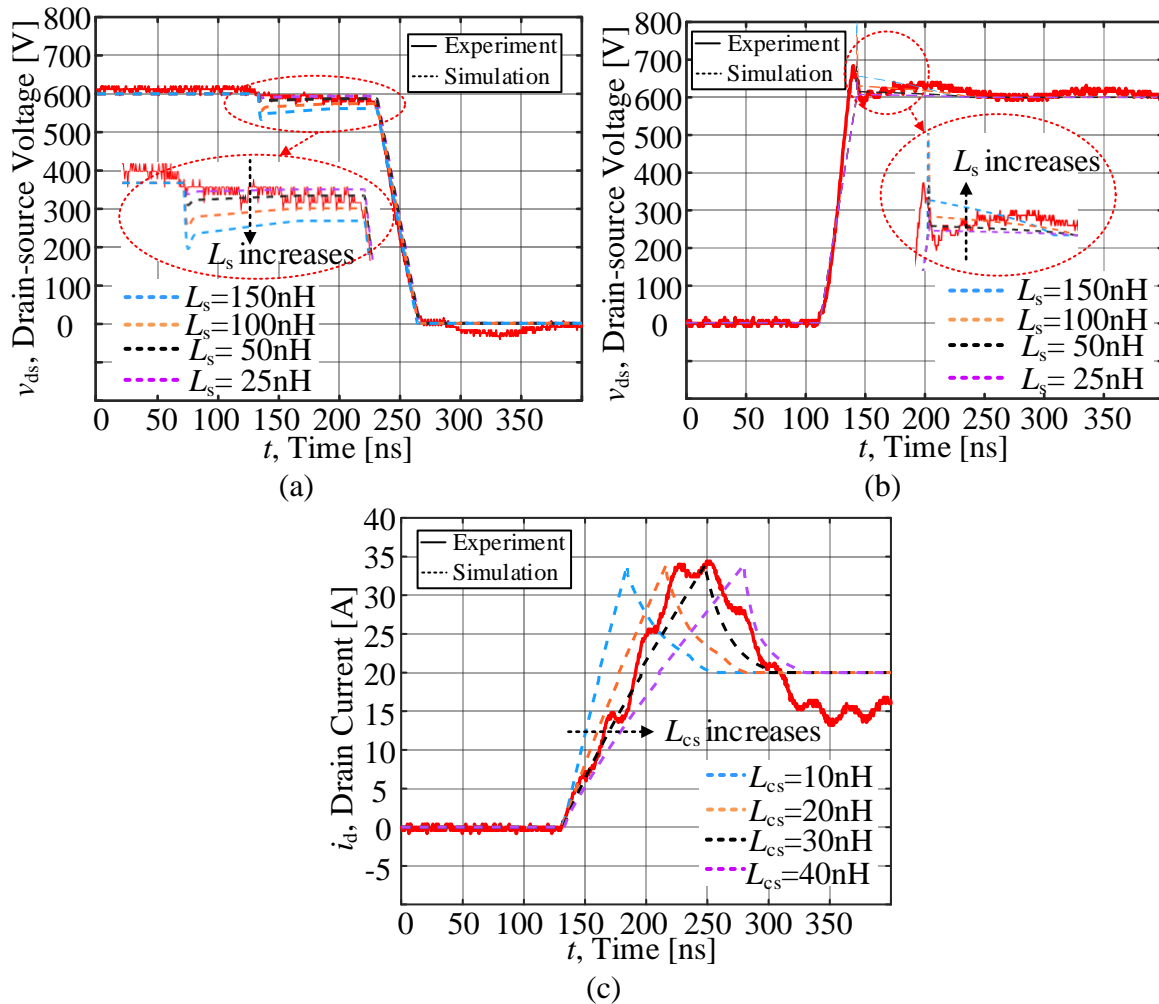 800
700
600
500
400
300
200
100
0
v_ds, Drain-source Voltage [V]
Experiment
Simulation
L_s increases
L_s=150nH
L_s=100nH
L_s= 50nH
L_s= 25nH
0 50 100 150 200 250 300 350
t, Time [ns]
(a)
800
700
600
500
400
300
200
100
0
v_ds, Drain-source Voltage [V]
Experiment
Simulation
L_s increases
L_s=150nH
L_s=100nH
L_s= 50nH
L_s= 25nH
0 50 100 150 200 250 300 350
t, Time [ns]
(b)
40
35
30
25
20
15
10
5
0
-5
i_d, Drain Current [A]
Experiment
Simulation
L_cs increases
L_cs=10nH
L_cs=20nH
L_cs=30nH
L_cs=40nH
0 50 100 150 200 250 300 350
t, Time [ns]
(c)